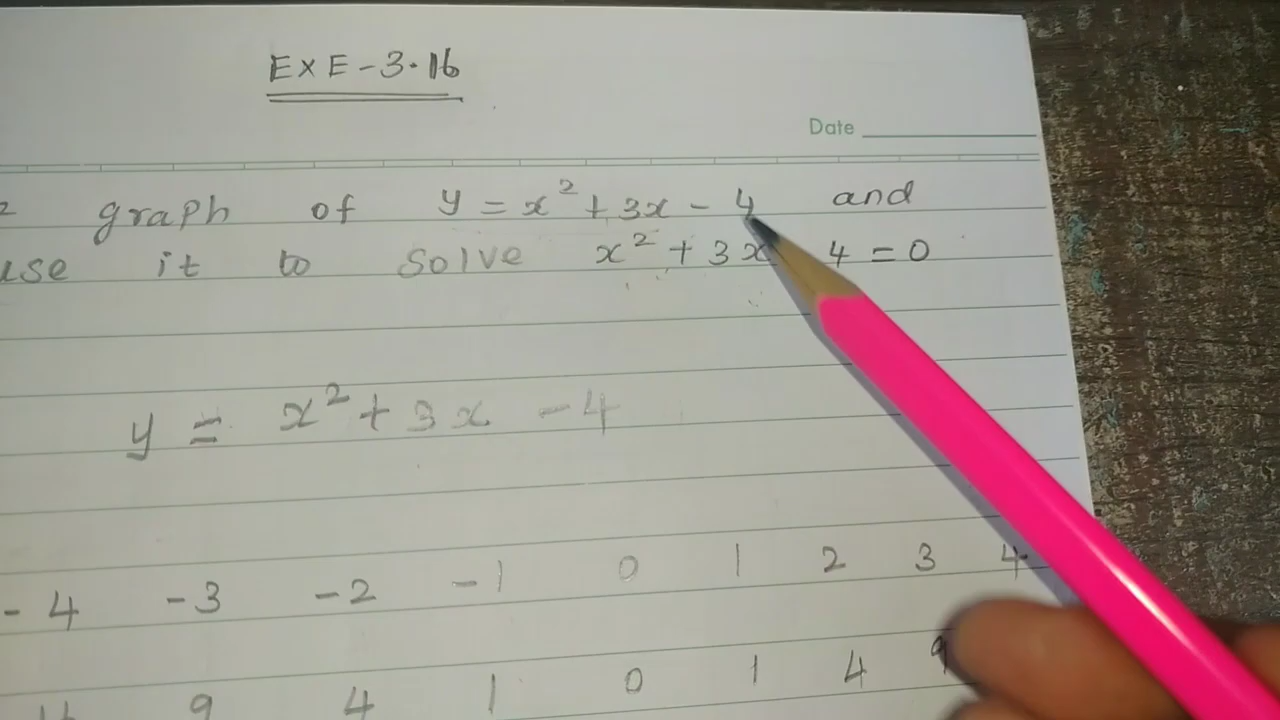 EXE-3.16
Date
graph of y = x² + 3x - 4 and
use it to solve x² + 3x 4 = 0
y = x² + 3x - 4
-4 -3 -2 -1 0 1 2 3 4
9 4 1 0 1 4 9